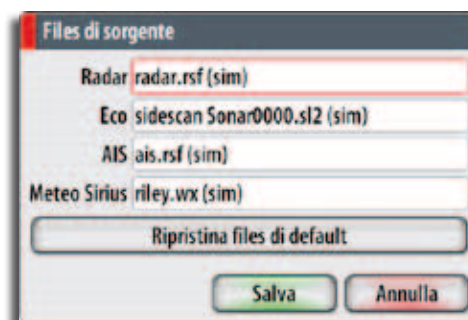 Files di sorgente
Radar radar.rsf (sim)
Eco sidescan Sonar0000.sl2 (sim)
AIS ais.rsf (sim)
Meteo Sirius riley.wx (sim)
Ripristina files di default
Salva Annulla